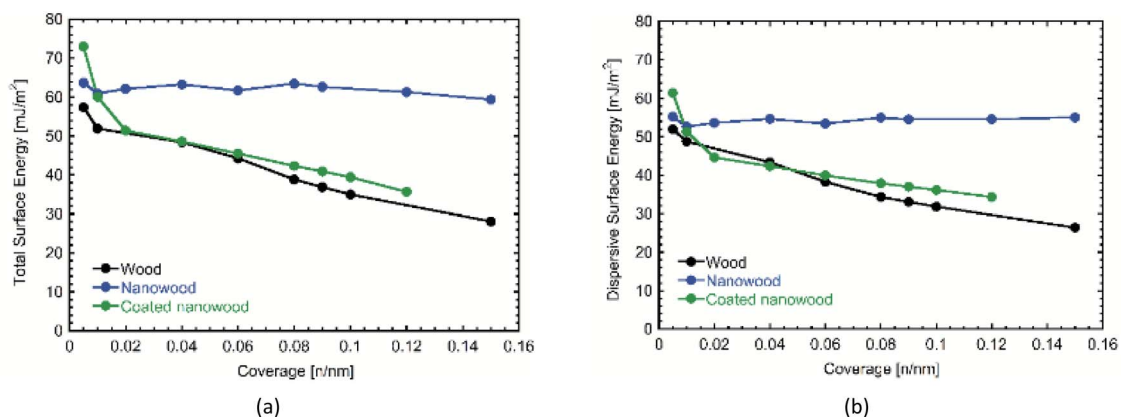 80
70
60
50
40
30
20
10
0
Total Surface Energy [mJ/m²]
Wood
Nanowood
Coated nanowood
0 0.02 0.04 0.06 0.08 0.1 0.12 0.14 0.16
Coverage [n/nm]
(a)
80
70
60
50
40
30
20
10
0
Dispersive Surface Energy [mJ/m²]
Wood
Nanowood
Coated nanowood
0 0.02 0.04 0.06 0.08 0.1 0.12 0.14 0.16
Coverage [n/nm]
(b)